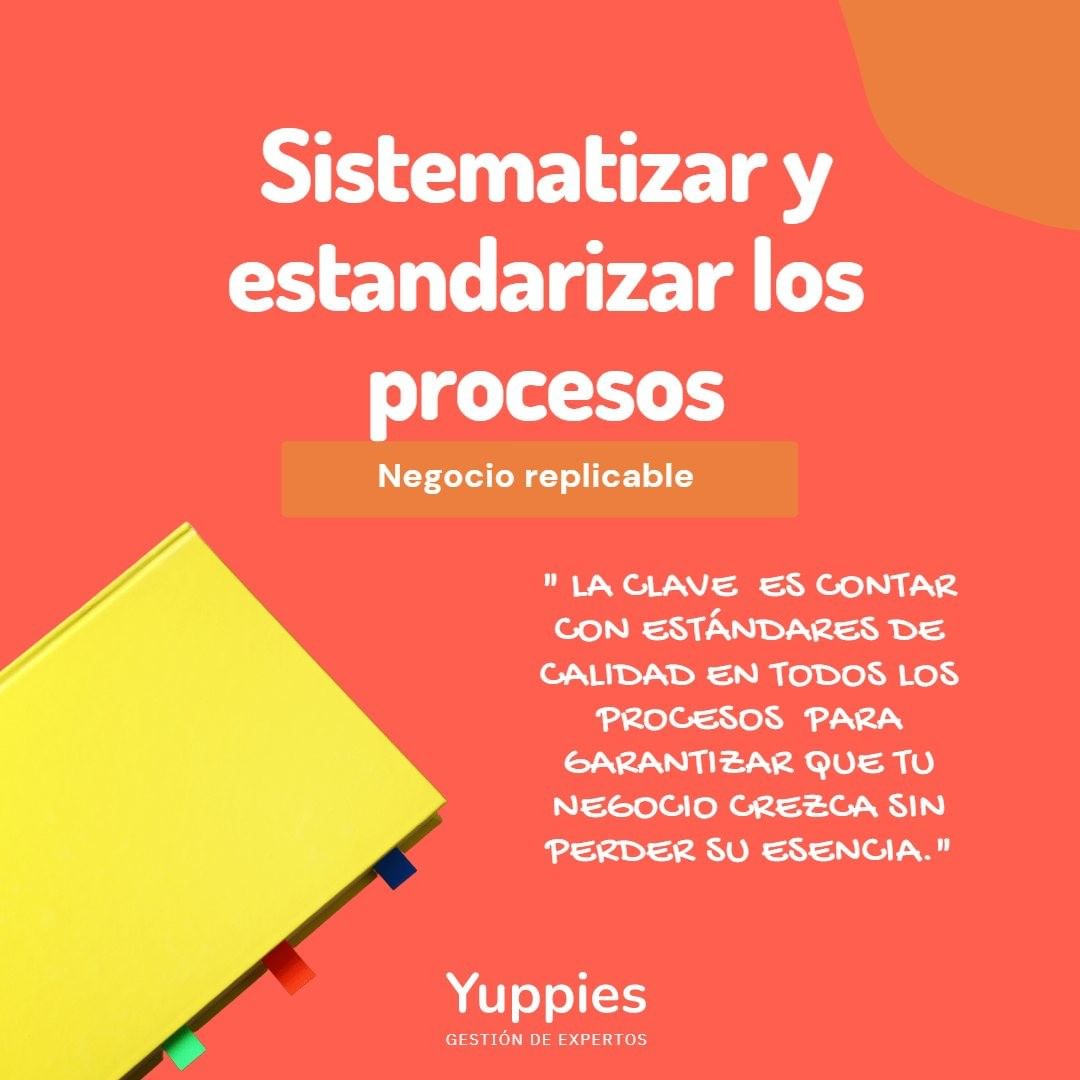 Sistematizar y
estandarizar los
procesos
Negocio replicable
" LA CLAVE ES CONTAR
CON ESTÁNDARES DE
CALIDAD EN TODOS LOS
PROCESOS PARA
GARANTIZAR QUE TU
NEGOCIO CREZCA SIN
PERDER SU ESENCIA."
Yuppies
GESTIÓN DE EXPERTOS